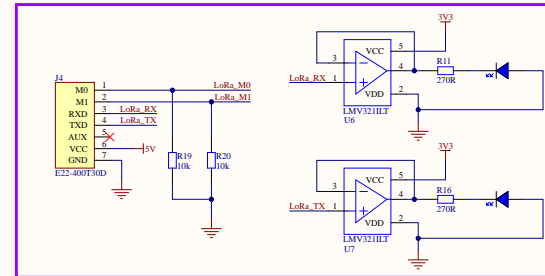 J4
M0 1 LoRa_M0
M1 2 LoRa_M1
RXD 3 LoRa_RX
TXD 4 LoRa_TX
AUX 5
VCC 6 5V
GND 7
E22-400T30D
R19
10k
R20
10k
3V3
VCC 5
3
LoRa_RX 1
4
R11
270R
VDD 2
LMV321ILT
U6
3V3
VCC 5
3
LoRa_TX 1
4
R16
270R
VDD 2
LMV321ILT
U7